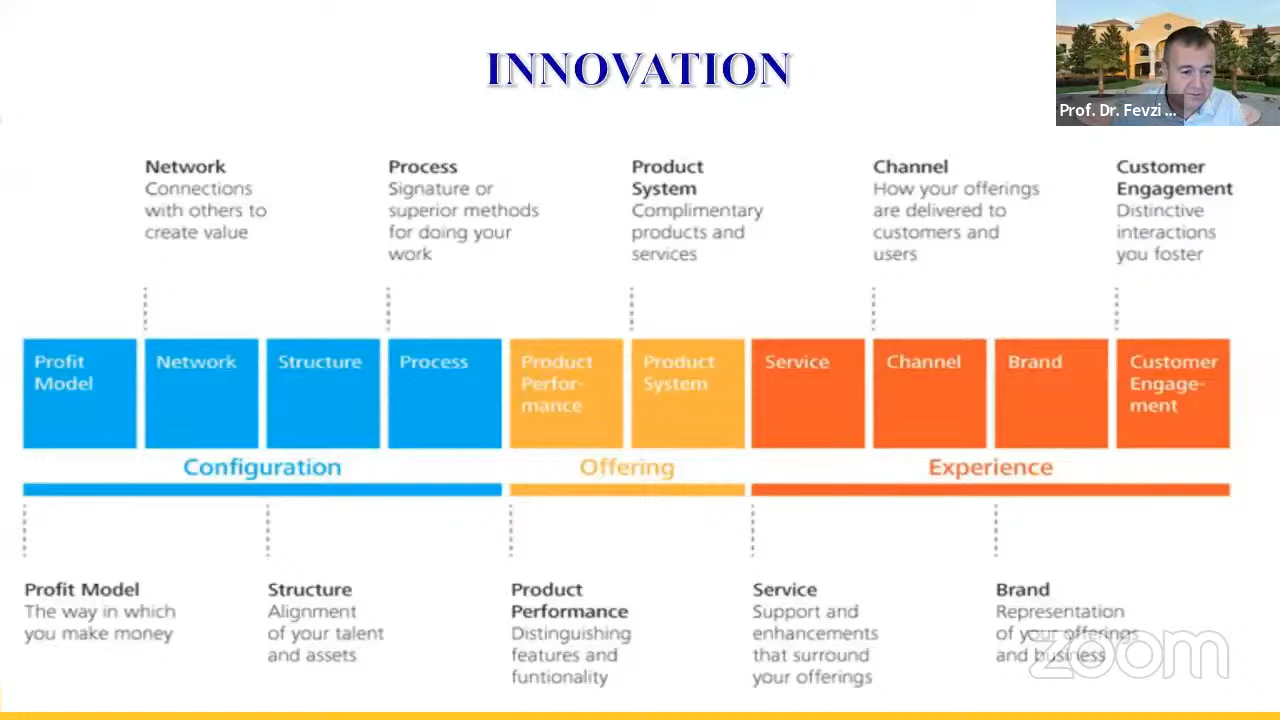 INNOVATION
Prof. Dr. Fevzi ...
Network
Connections
with others to
create value
Process
Signature or
superior methods
for doing your
work
Product
System
Complimentary
products and
services
Channel
How your offerings
are delivered to
customers and
users
Customer
Engagement
Distinctive
interactions
you foster
Profit
Model
Network
Structure
Process
Product
Perfor-
mance
Product
System
Service
Channel
Brand
Customer
Engage-
ment
Configuration
Offering
Experience
Profit Model
The way in which
you make money
Structure
Alignment
of your talent
and assets
Product
Performance
Distinguishing
features and
funtionality
Service
Support and
enhancements
that surround
your offerings
Brand
Representation
of your offerings
and business
zoom